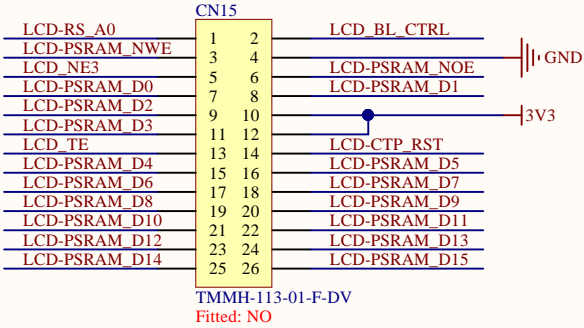 CN15
LCD-RS_A0 1 2 LCD_BL_CTRL
LCD-PSRAM_NWE 3 4 GND
LCD_NE3 5 6 LCD-PSRAM_NOE
LCD-PSRAM_D0 7 8 LCD-PSRAM_D1
LCD-PSRAM_D2 9 10 3V3
LCD-PSRAM_D3 11 12
LCD_TE 13 14 LCD-CTP_RST
LCD-PSRAM_D4 15 16 LCD-PSRAM_D5
LCD-PSRAM_D6 17 18 LCD-PSRAM_D7
LCD-PSRAM_D8 19 20 LCD-PSRAM_D9
LCD-PSRAM_D10 21 22 LCD-PSRAM_D11
LCD-PSRAM_D12 23 24 LCD-PSRAM_D13
LCD-PSRAM_D14 25 26 LCD-PSRAM_D15
TMMH-113-01-F-DV
Fitted: NO